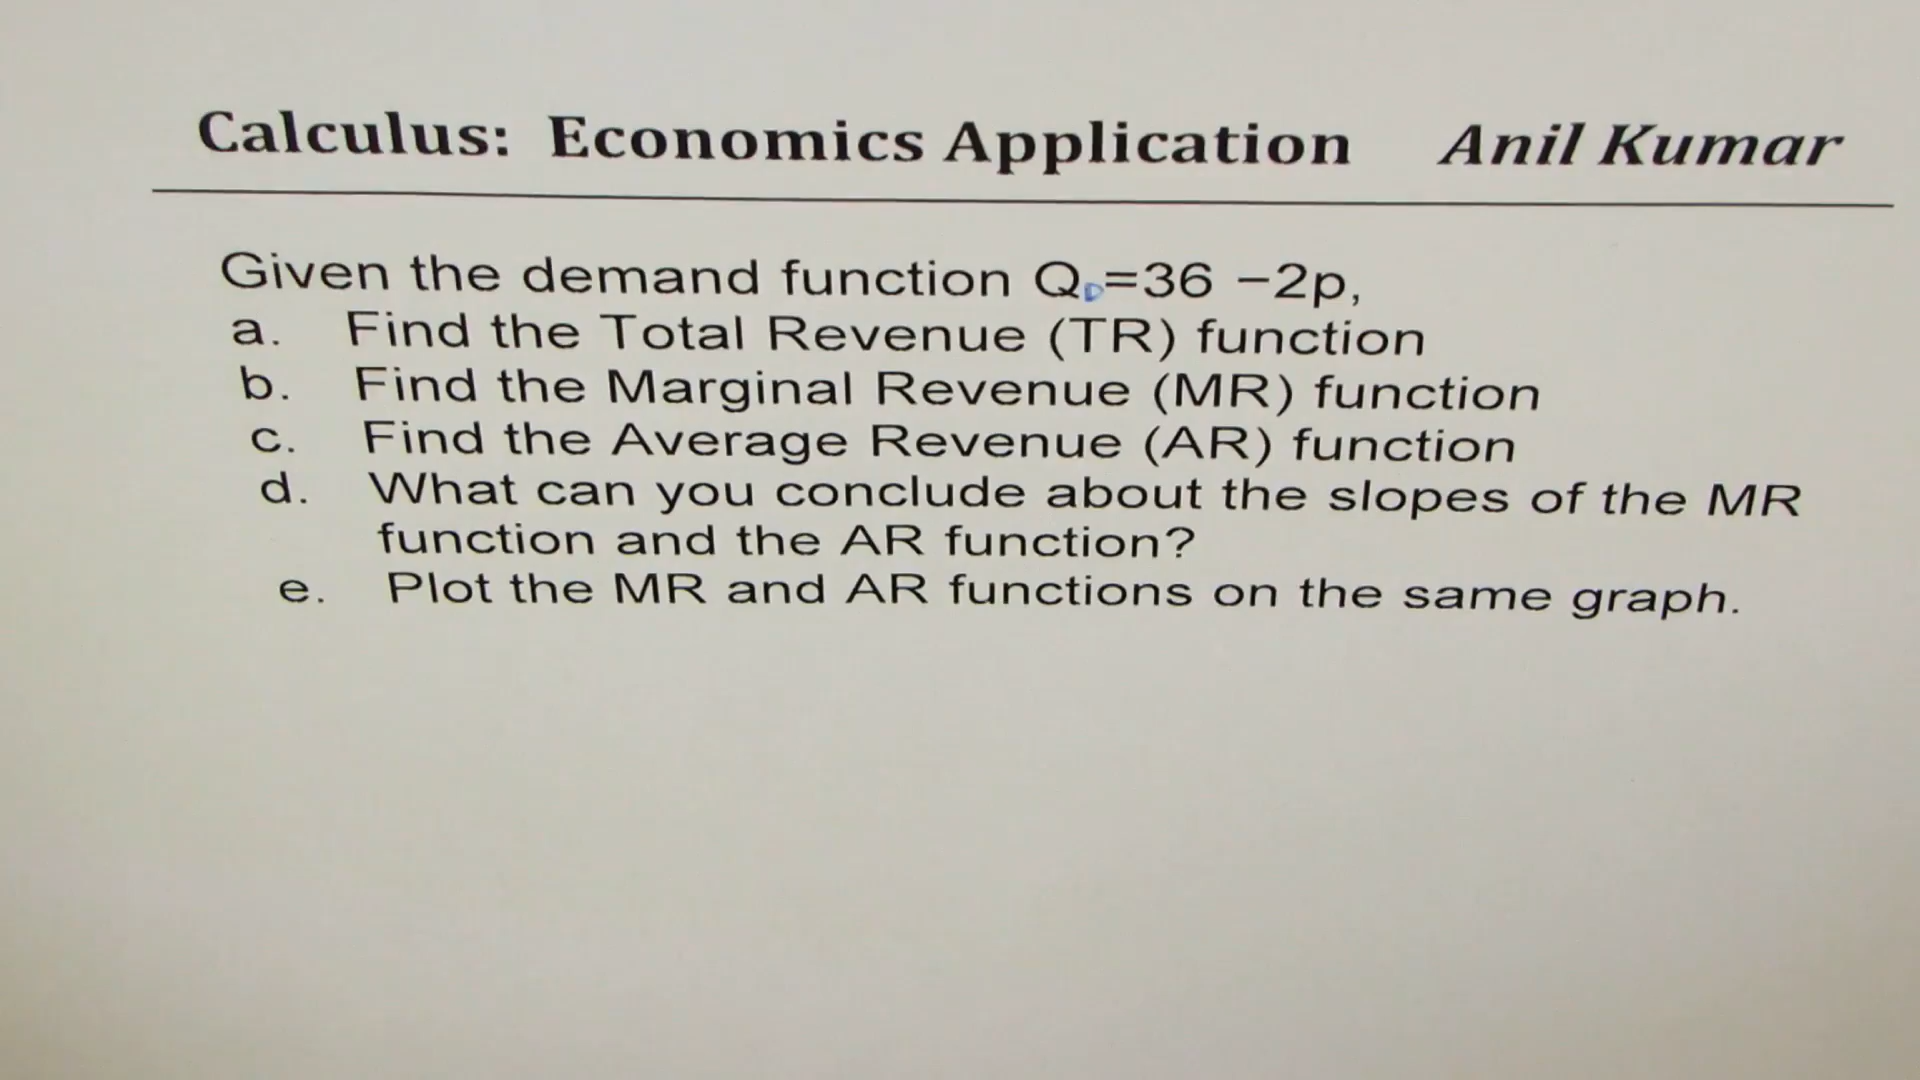 Calculus: Economics Application Anil Kumar
Given the demand function Q_D=36 −2p,
a. Find the Total Revenue (TR) function
b. Find the Marginal Revenue (MR) function
c. Find the Average Revenue (AR) function
d. What can you conclude about the slopes of the MR
function and the AR function?
e. Plot the MR and AR functions on the same graph.